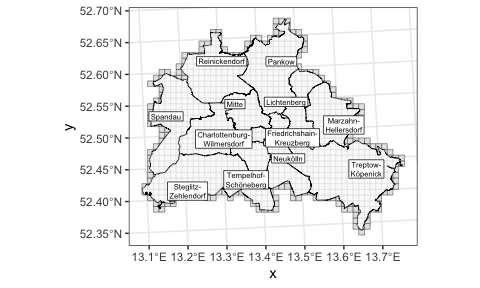 52.70°N
52.65°N
52.60°N
52.55°N
52.50°N
52.45°N
52.40°N
52.35°N
y
Reinickendorf
Pankow
Mitte
Lichtenberg
Spandau
Marzahn-
Hellersdorf
Charlottenburg-
Wilmersdorf
Friedrichshain-
Kreuzberg
Neukölln
Treptow-
Köpenick
Tempelhof-
Schöneberg
Steglitz-
Zehlendorf
13.1°E 13.2°E 13.3°E 13.4°E 13.5°E 13.6°E 13.7°E
x